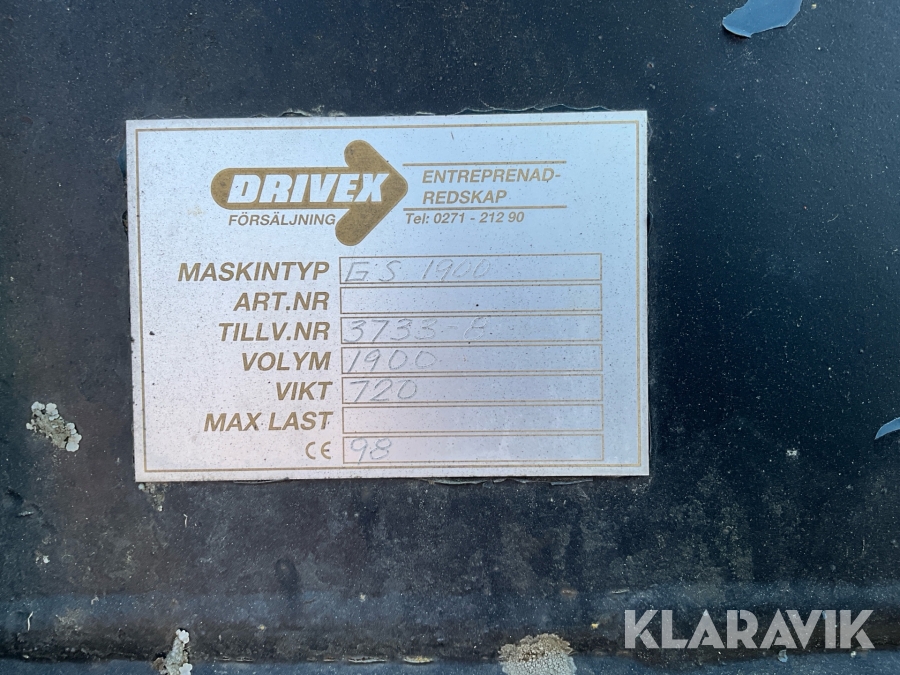 DRIVEX
FÖRSÄLJNING
ENTREPRENAD-
REDSKAP
Tel: 0271 - 212 90
MASKINTYP GS 1900
ART.NR
TILLV.NR
VOLYM 1900
VIKT 720
MAX LAST
CE 98
KLARAVIK